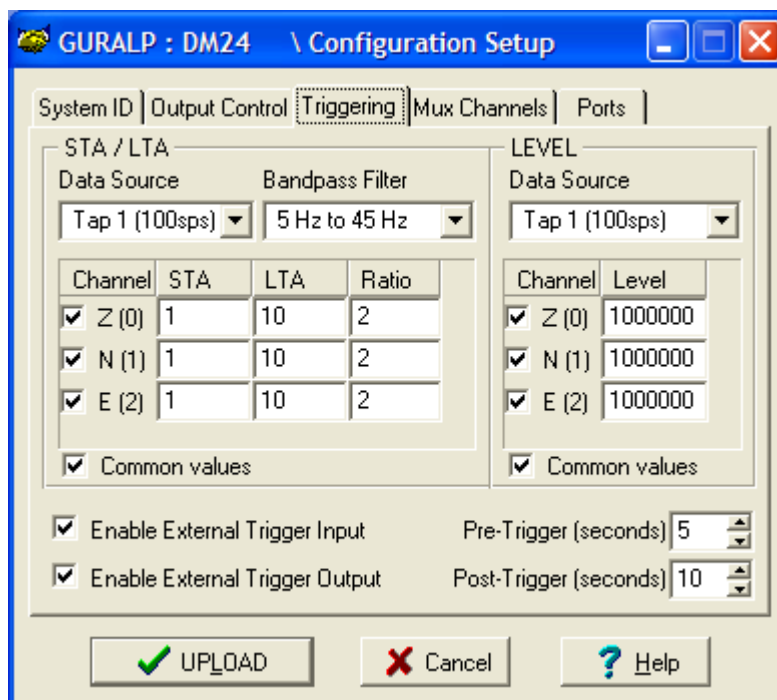 GURALP : DM24 \ Configuration Setup
System ID Output Control Triggering Mux Channels Ports
STA / LTA
Data Source Bandpass Filter
Tap 1 (100sps) 5 Hz to 45 Hz
Channel STA LTA Ratio
Z (0) 1 10 2
N (1) 1 10 2
E (2) 1 10 2
Common values
LEVEL
Data Source
Tap 1 (100sps)
Channel Level
Z (0) 1000000
N (1) 1000000
E (2) 1000000
Common values
Enable External Trigger Input Pre-Trigger (seconds) 5
Enable External Trigger Output Post-Trigger (seconds) 10
UPLOAD Cancel ? Help